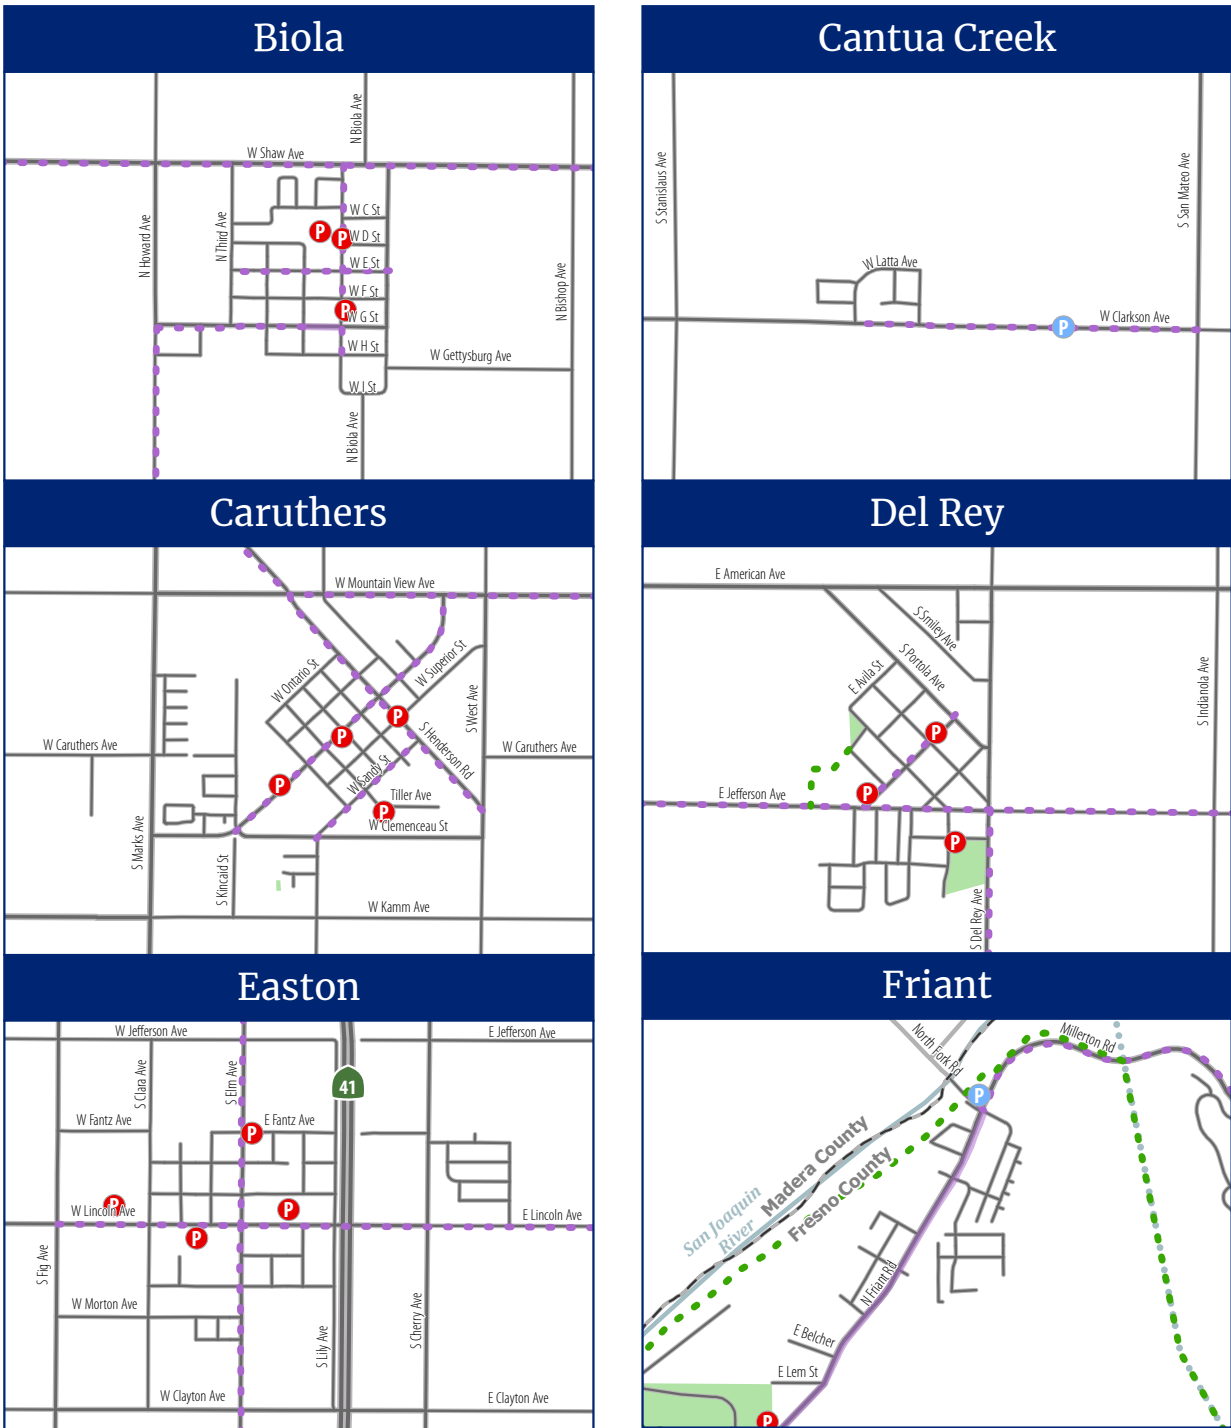 Biola
N Biola Ave
W Shaw Ave
N Howard Ave
N Third Ave
W C St
P
P
W D St
W E St
W F St
P
W G St
W H St
N Bishop Ave
W Gettysburg Ave
W I St
N Biola Ave
Cantua Creek
S Stanislaus Ave
S San Mateo Ave
W Latta Ave
W Clarkson Ave
P
Caruthers
W Mountain View Ave
W Ontario St
W Superior St
S West Ave
P
P
S Henderson Rd
W Caruthers Ave
W Caruthers Ave
W Sandy St
P
Tiller Ave
P
W Clemenceau St
S Marks Ave
S Kincaid St
W Kamm Ave
Del Rey
E American Ave
S Smiley Ave
S Portola Ave
E Avila St
S Indianola Ave
P
E Jefferson Ave
P
P
S Del Rey Ave
Easton
W Jefferson Ave
E Jefferson Ave
S Clara Ave
S Elm Ave
41
W Fantz Ave
E Fantz Ave
P
P
W Lincoln Ave
P
E Lincoln Ave
P
S Fig Ave
W Morton Ave
S Lily Ave
S Cherry Ave
W Clayton Ave
E Clayton Ave
Friant
North Fork Rd
Millerton Rd
P
Madera County
Fresno County
San Joaquin
River
N Friant Rd
E Belcher
E Lem St
P